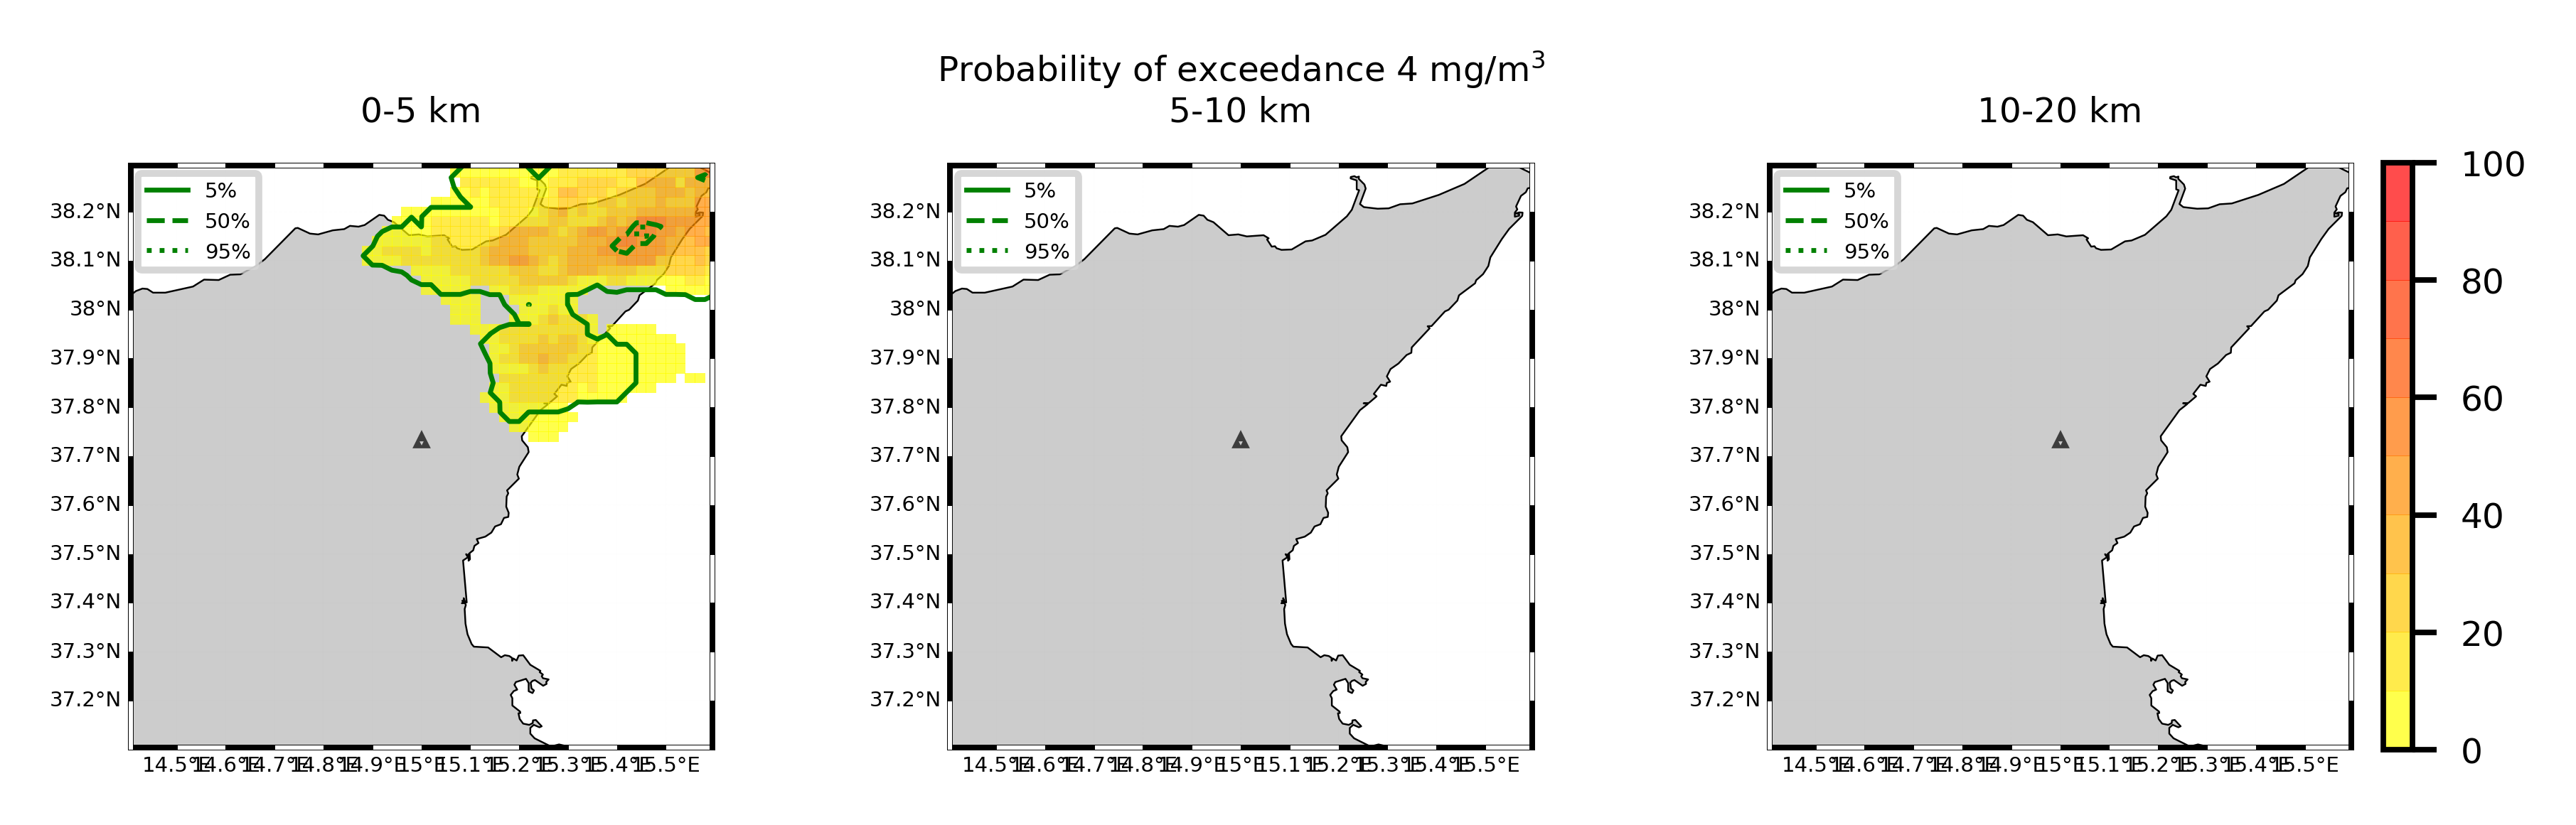 Probability of exceedance 4 mg/m³
0-5 km
5-10 km
10-20 km
5%
50%
95%
38.2°N
38.1°N
38°N
37.9°N
37.8°N
37.7°N
37.6°N
37.5°N
37.4°N
37.3°N
37.2°N
14.5°E 14.6°E 14.7°E 14.8°E 14.9°E 15°E 15.1°E 15.2°E 15.3°E 15.4°E 15.5°E
5%
50%
95%
38.2°N
38.1°N
38°N
37.9°N
37.8°N
37.7°N
37.6°N
37.5°N
37.4°N
37.3°N
37.2°N
14.5°E 14.6°E 14.7°E 14.8°E 14.9°E 15°E 15.1°E 15.2°E 15.3°E 15.4°E 15.5°E
5%
50%
95%
38.2°N
38.1°N
38°N
37.9°N
37.8°N
37.7°N
37.6°N
37.5°N
37.4°N
37.3°N
37.2°N
14.5°E 14.6°E 14.7°E 14.8°E 14.9°E 15°E 15.1°E 15.2°E 15.3°E 15.4°E 15.5°E
100
80
60
40
20
0